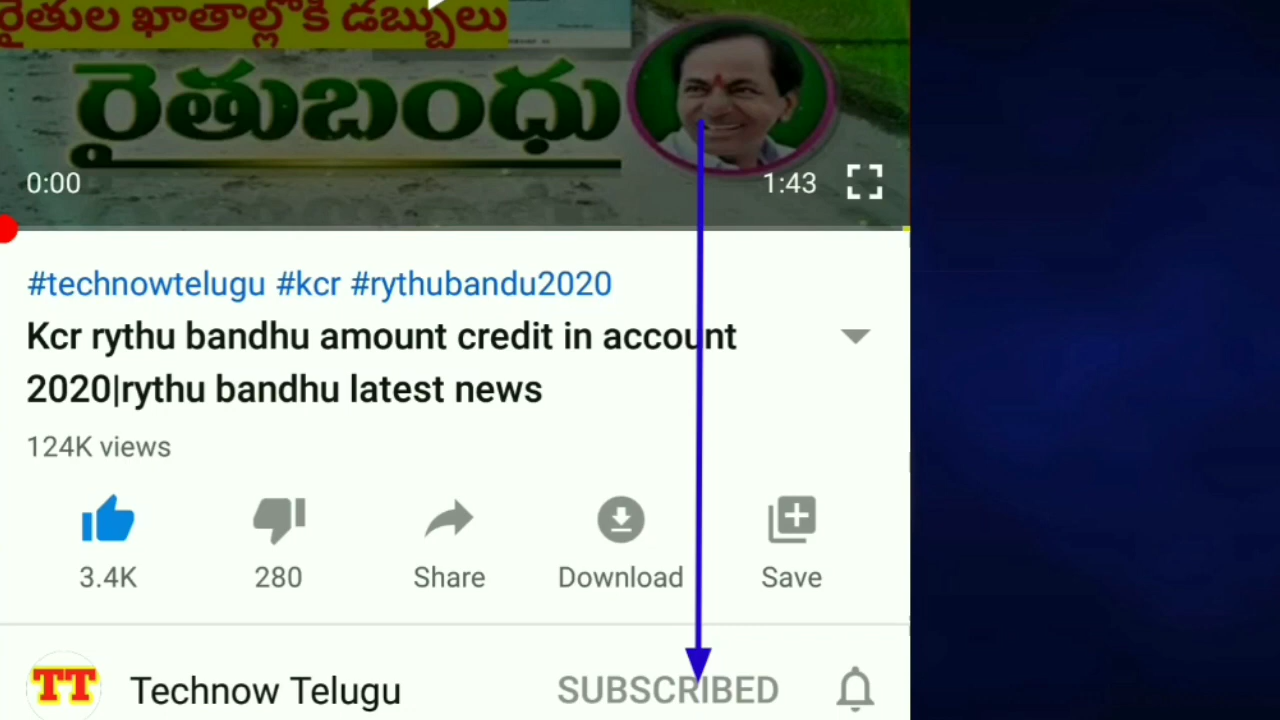 రైతుల ఖాతాల్లోకి డబ్బులు
రైతుబంధు
0:00
1:43
#technowtelugu #kcr #rythubandu2020
Kcr rythu bandhu amount credit in account
2020|rythu bandhu latest news
124K views
3.4K
280
Share
Download
Save
TT
Technow Telugu
SUBSCRIBED